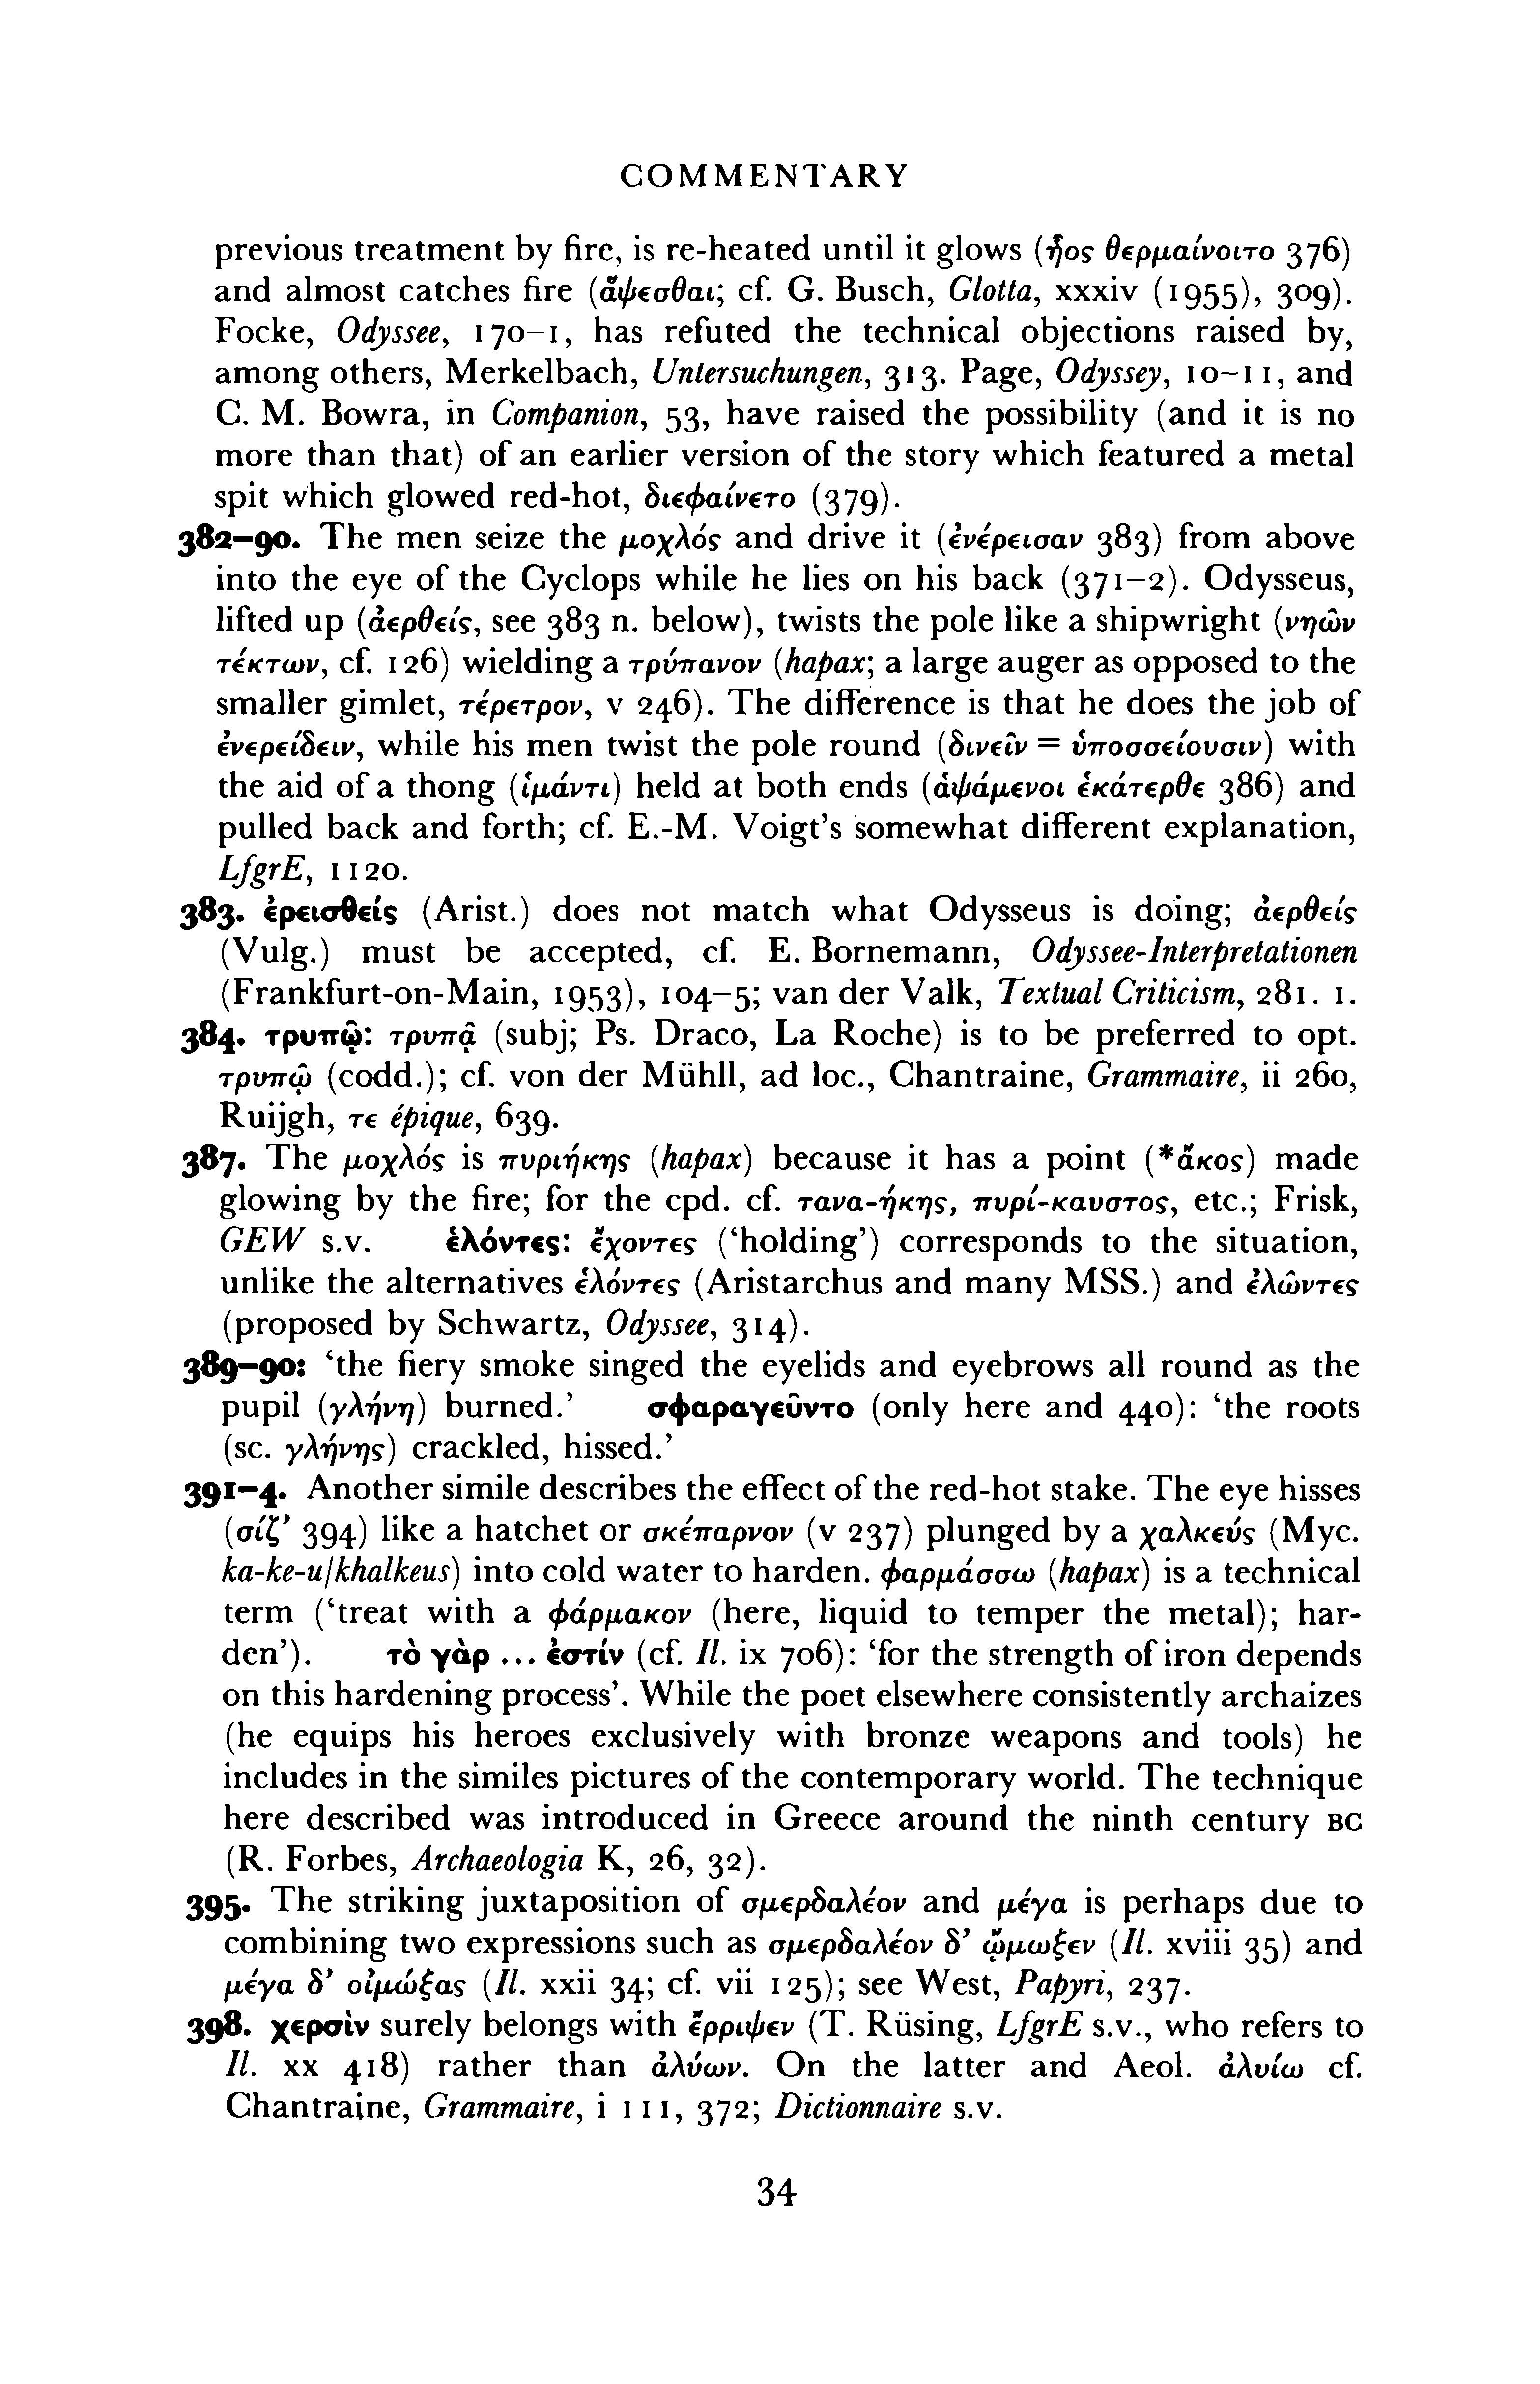 COMMENTARY
previous treatment by fire, is re-heated until it glows (ἧος θερμαίνοιτο 376)
and almost catches fire (ἅψεσθαι; cf. G. Busch, Glotta, xxxiv (1955), 309).
Focke, Odyssee, 170–1, has refuted the technical objections raised by,
among others, Merkelbach, Untersuchungen, 313. Page, Odyssey, 10–11, and
C. M. Bowra, in Companion, 53, have raised the possibility (and it is no
more than that) of an earlier version of the story which featured a metal
spit which glowed red-hot, διεφαίνετο (379).
382–90. The men seize the μοχλός and drive it (ἐνέρεισαν 383) from above
into the eye of the Cyclops while he lies on his back (371–2). Odysseus,
lifted up (ἀερθείς, see 383 n. below), twists the pole like a shipwright (νηῶν
τέκτων, cf. 126) wielding a τρύπανον (hapax; a large auger as opposed to the
smaller gimlet, τέρετρον, v 246). The difference is that he does the job of
ἐνερείδειν, while his men twist the pole round (δινεῖν = ὑποσσείουσιν) with
the aid of a thong (ἱμάντι) held at both ends (ἁψάμενοι ἑκάτερθε 386) and
pulled back and forth; cf. E.-M. Voigt’s somewhat different explanation,
LfgrE, 1120.
383. ἐρεισθείς (Arist.) does not match what Odysseus is doing; ἀερθείς
(Vulg.) must be accepted, cf. E. Bornemann, Odyssee-Interpretationen
(Frankfurt-on-Main, 1953), 104–5; van der Valk, Textual Criticism, 281. 1.
384. τρυπῷ: τρυπᾷ (subj; Ps. Draco, La Roche) is to be preferred to opt.
τρυπῷ (codd.); cf. von der Mühll, ad loc., Chantraine, Grammaire, ii 260,
Ruijgh, τε épique, 639.
387. The μοχλός is πυριήκης (hapax) because it has a point (*ἄκος) made
glowing by the fire; for the cpd. cf. τανα-ήκης, πυρί-καυστος, etc.; Frisk,
GEW s.v. ἑλόντες: ἔχοντες (‘holding’) corresponds to the situation,
unlike the alternatives ἑλόντες (Aristarchus and many MSS.) and ἑλῶντες
(proposed by Schwartz, Odyssee, 314).
389–90: ‘the fiery smoke singed the eyelids and eyebrows all round as the
pupil (γλήνη) burned.’ σφαραγεῦντο (only here and 440): ‘the roots
(sc. γλήνης) crackled, hissed.’
391–4. Another simile describes the effect of the red-hot stake. The eye hisses
(σίζ’ 394) like a hatchet or σκέπαρνον (v 237) plunged by a χαλκεύς (Myc.
ka-ke-u/khalkeus) into cold water to harden. φαρμάσσω (hapax) is a technical
term (‘treat with a φάρμακον (here, liquid to temper the metal); har-
den’). τὸ γὰρ ... ἐστίν (cf. Il. ix 706): ‘for the strength of iron depends
on this hardening process’. While the poet elsewhere consistently archaizes
(he equips his heroes exclusively with bronze weapons and tools) he
includes in the similes pictures of the contemporary world. The technique
here described was introduced in Greece around the ninth century BC
(R. Forbes, Archaeologia K, 26, 32).
395. The striking juxtaposition of σμερδαλέον and μέγα is perhaps due to
combining two expressions such as σμερδαλέον δ’ ᾤμωξεν (Il. xviii 35) and
μέγα δ’ οἰμώξας (Il. xxii 34; cf. vii 125); see West, Papyri, 237.
398. χερσὶν surely belongs with ἔρριψεν (T. Rüsing, LfgrE s.v., who refers to
Il. xx 418) rather than ἀλύων. On the latter and Aeol. ἀλυίω cf.
Chantraine, Grammaire, i 111, 372; Dictionnaire s.v.
34